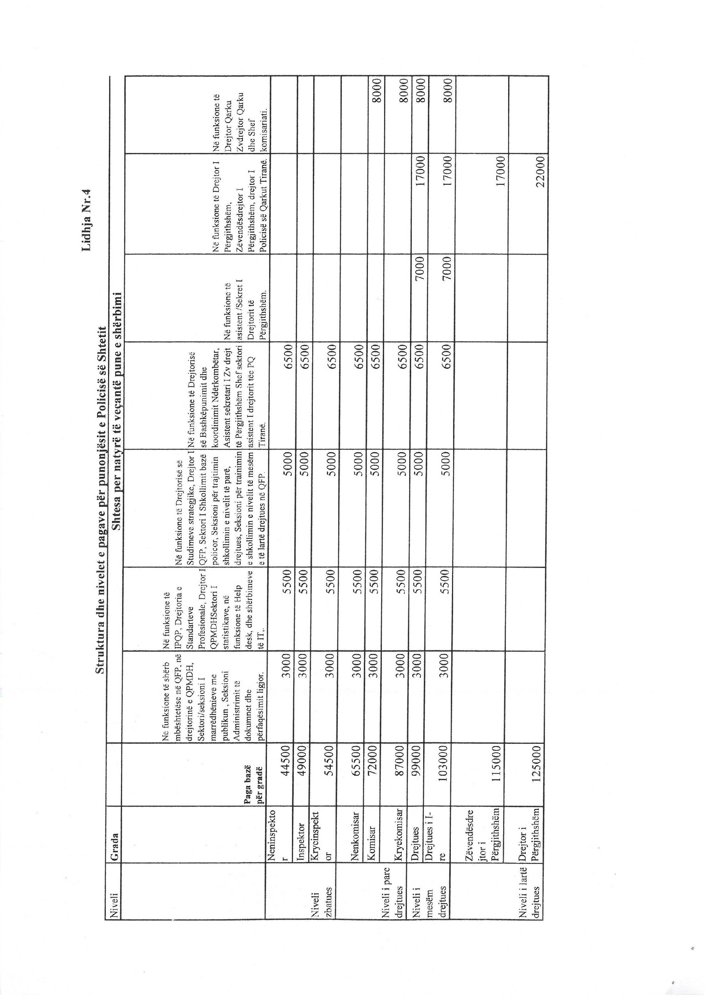 Lidhja Nr.4
Struktura dhe nivelet e pagave për punonjësit e Policisë së Shtetit
Niveli Grada Shtesa per natyrë të veçantë pune e shërbimi
Paga bazë
për gradë
Në funksione të shërb
mbështetëse në QFP, në
drejtorinë e QPMDH,
Sektori/seksioni I
marrëdhënieve me
publikun , Seksioni
Administrimit të
dokumnet dhe
përfaqësimit ligjor.
Në funksione të
IPQP, Drejtoria e
Standarteve
Profesionale, Drejtor I
QPMDHSektori I
statistikave, në
funksione të Help
desk, dhe shërbimeve
të IT,.
Në funksione të Drejtorisë së
Studimeve strategjike, Drejtor I
QFP, Sektori I Shkollimit bazë
policor, Seksioni për trajtimin
shkollimin e nivelit të parë,
drejtues, Seksioni për trainimin
e shkollimin e nivelit të mesëm
e të lartë drejtues në QFP.
Në funksione të Drejtorisë
së Bashkëpunimit dhe
koordinimit Ndërkombëtar,
Asistent sekretari I Zv drejt
të Përgjithshëm Shef sektori
asistent I drejtorit tëe PQ
Tiranë.
Në funksione të
asistent /Sekret I
Drejtorit të
Përgjithshëm.
Në funksione të Drejtor I
Përgjithshëm,
Zëvendësdrejtor I
Përgjithshëm, drejtor I
Policisë së Qarkut Tiranë.
Në funksione të
Drejtor Qarku
Zvdrejtor Qarku
dhe Shef
komisariati.
Neninspekto
r 44500 3000 5500 5000 6500
Inspektor 49000 3000 5500 5000 6500
Niveli
zbatues
Kryeinspekt
or 54500 3000 5500 5000 6500
Nenkomisar 65500 3000 5500 5000 6500
Komisar 72000 3000 5500 5000 6500 8000
Niveli i pare
drejtues
Kryekomisar 87000 3000 5500 5000 6500 8000
Niveli i
mesëm
drejtues
Drejtues 99000 3000 5500 5000 6500 7000 17000 8000
Drejtues i I-
re 103000 3000 5500 5000 6500 7000 17000 8000
Zëvendësdre
jtor i
Përgjithshëm 115000 17000
Niveli i lartë
drejtues
Drejtor i
Përgjithshëm 125000 22000